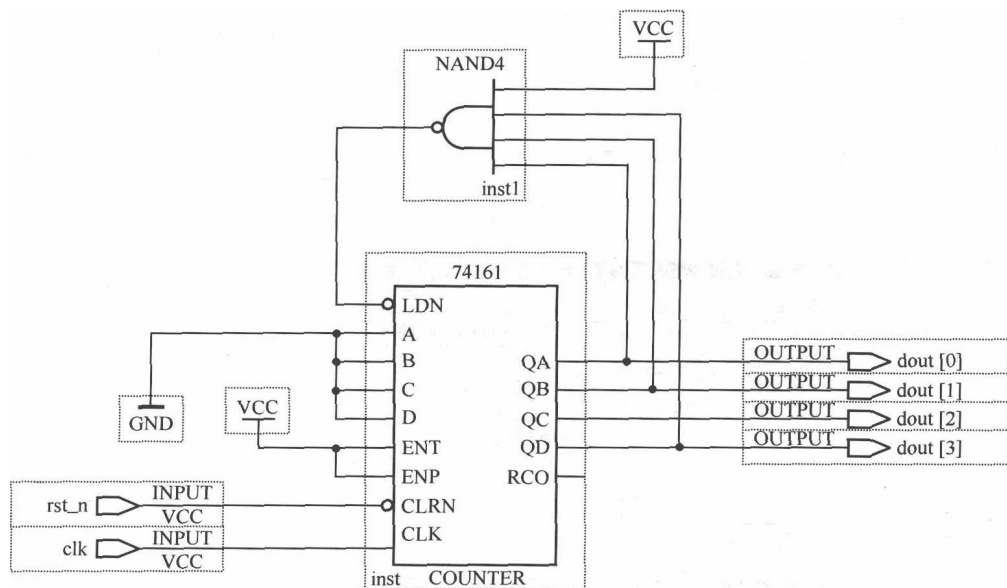 VCC
NAND4
inst1
74161
LDN
A
B
C
D
ENT
ENP
CLRN
CLK
QA
QB
QC
QD
RCO
GND
VCC
rst_n
INPUT
VCC
clk
INPUT
VCC
inst
COUNTER
OUTPUT
dout [0]
OUTPUT
dout [1]
OUTPUT
dout [2]
OUTPUT
dout [3]